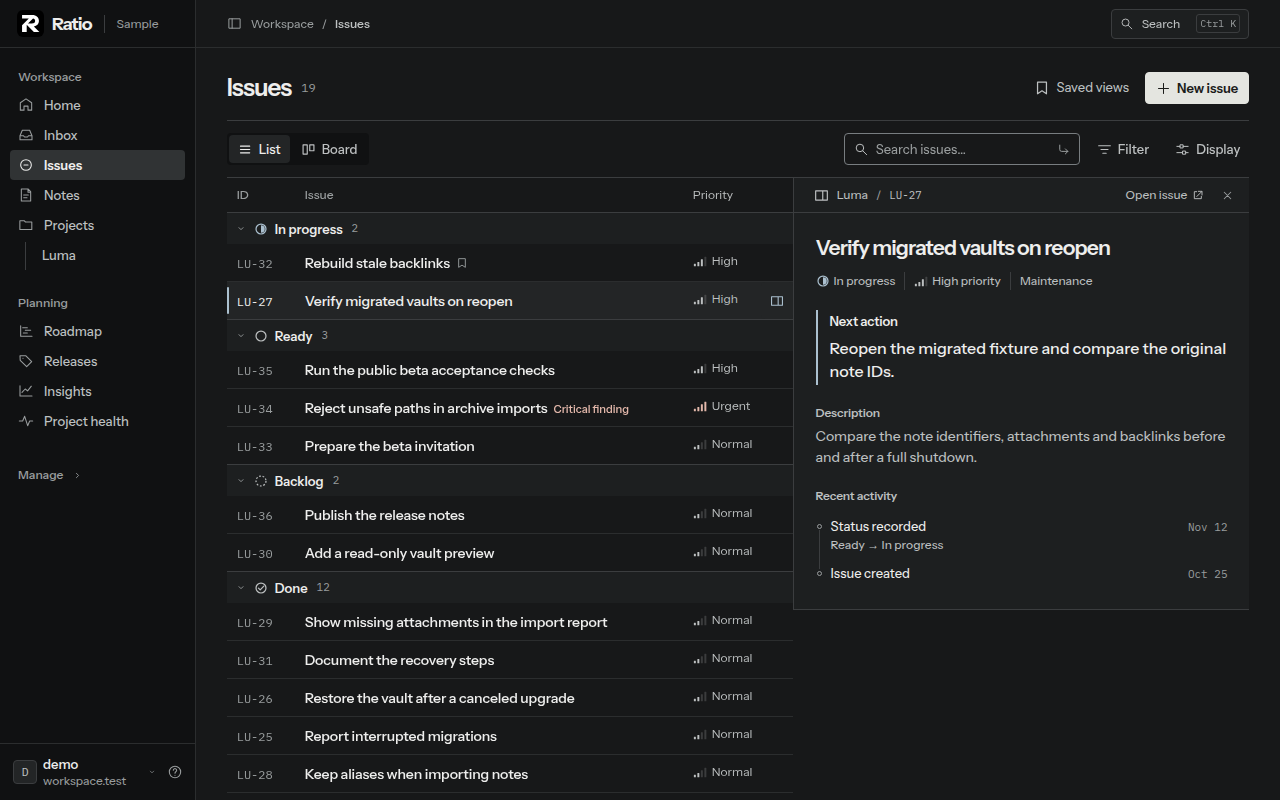 Ratio Sample
Workspace
Home
Inbox
Issues
Notes
Projects
Luma
Planning
Roadmap
Releases
Insights
Project health
Manage
D demo
workspace.test
Workspace / Issues
Search Ctrl K
Issues 19
Saved views
New issue
List Board
Search issues...
Filter
Display
ID Issue Priority
In progress 2
LU-32 Rebuild stale backlinks High
LU-27 Verify migrated vaults on reopen High
Ready 3
LU-35 Run the public beta acceptance checks High
LU-34 Reject unsafe paths in archive imports Critical finding Urgent
LU-33 Prepare the beta invitation Normal
Backlog 2
LU-36 Publish the release notes Normal
LU-30 Add a read-only vault preview Normal
Done 12
LU-29 Show missing attachments in the import report Normal
LU-31 Document the recovery steps Normal
LU-26 Restore the vault after a canceled upgrade Normal
LU-25 Report interrupted migrations Normal
LU-28 Keep aliases when importing notes Normal
Luma / LU-27
Open issue
Verify migrated vaults on reopen
In progress High priority Maintenance
Next action
Reopen the migrated fixture and compare the original
note IDs.
Description
Compare the note identifiers, attachments and backlinks before
and after a full shutdown.
Recent activity
Status recorded Nov 12
Ready → In progress
Issue created Oct 25